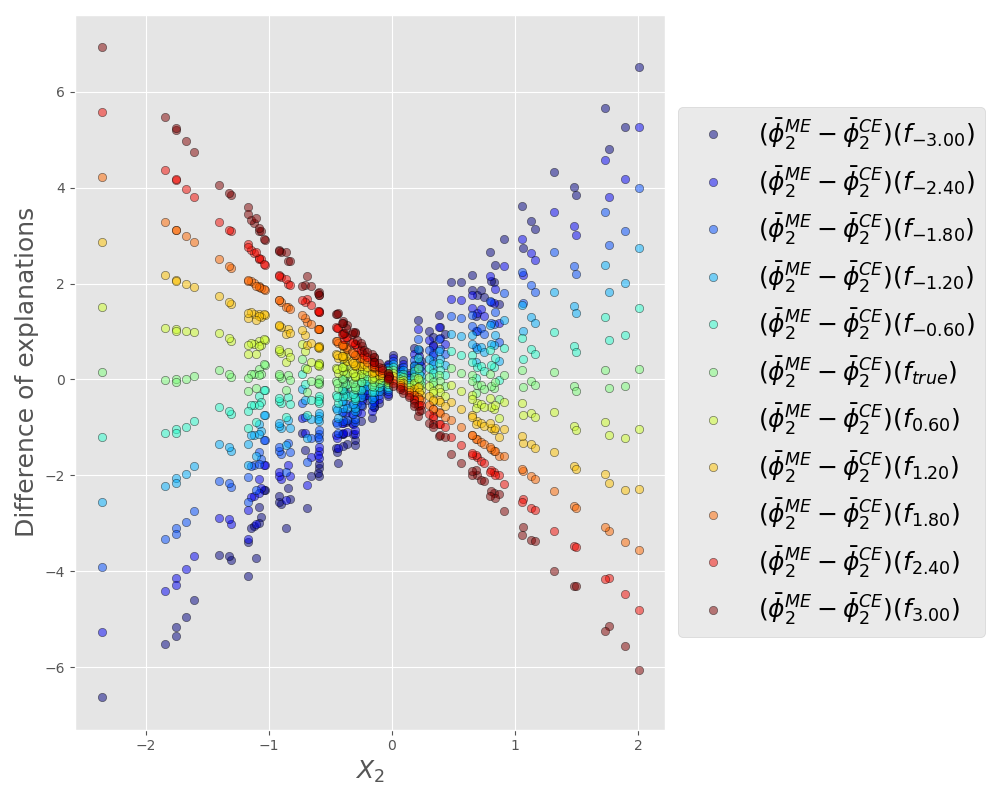 6
4
2
0
−2
−4
−6
Difference of explanations
−2
−1
0
1
2
X₂
(ϕ̄₂ᴹᴱ − ϕ̄₂ᶜᴱ)(f₋₃.₀₀)
(ϕ̄₂ᴹᴱ − ϕ̄₂ᶜᴱ)(f₋₂.₄₀)
(ϕ̄₂ᴹᴱ − ϕ̄₂ᶜᴱ)(f₋₁.₈₀)
(ϕ̄₂ᴹᴱ − ϕ̄₂ᶜᴱ)(f₋₁.₂₀)
(ϕ̄₂ᴹᴱ − ϕ̄₂ᶜᴱ)(f₋₀.₆₀)
(ϕ̄₂ᴹᴱ − ϕ̄₂ᶜᴱ)(f_true)
(ϕ̄₂ᴹᴱ − ϕ̄₂ᶜᴱ)(f₀.₆₀)
(ϕ̄₂ᴹᴱ − ϕ̄₂ᶜᴱ)(f₁.₂₀)
(ϕ̄₂ᴹᴱ − ϕ̄₂ᶜᴱ)(f₁.₈₀)
(ϕ̄₂ᴹᴱ − ϕ̄₂ᶜᴱ)(f₂.₄₀)
(ϕ̄₂ᴹᴱ − ϕ̄₂ᶜᴱ)(f₃.₀₀)